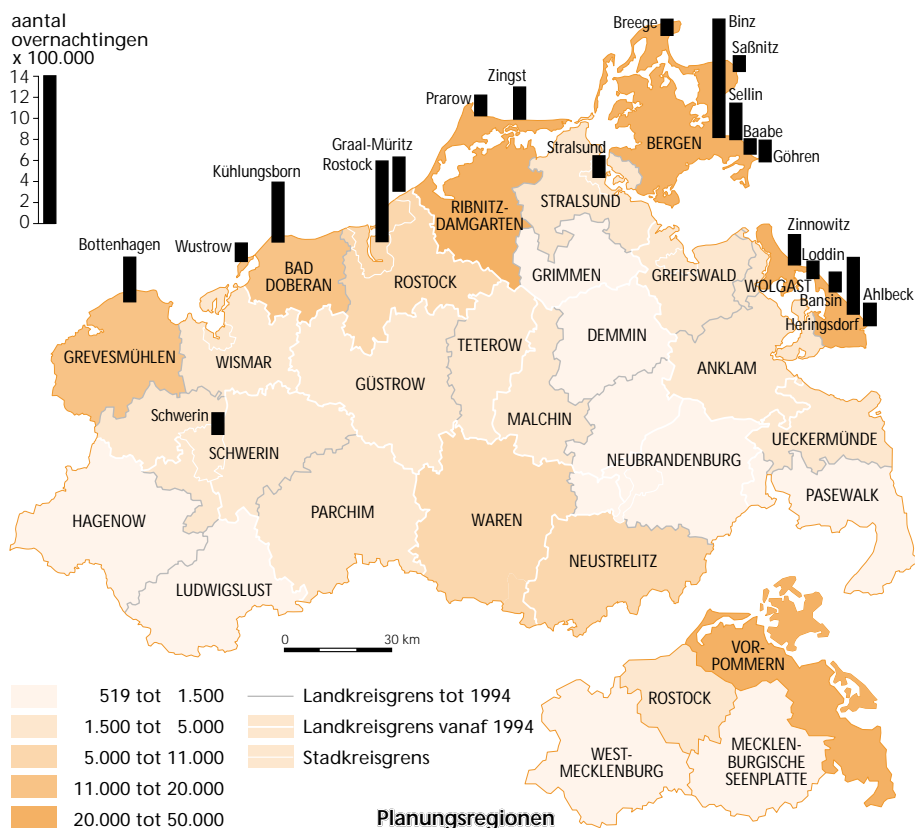 aantal
overnachtingen
x 100.000
14
12
10
8
6
4
2
0
Breege
Binz
Saßnitz
Sellin
Baabe
Göhren
BERGEN
Zingst
Prarow
Graal-Müritz
Rostock
Stralsund
Kühlungsborn
Wustrow
Bottenhagen
RIBNITZ-
DAMGARTEN
STRALSUND
Zinnowitz
Loddin
Bansin
Ahlbeck
Heringsdorf
BAD
DOBERAN
ROSTOCK
GRIMMEN
GREIFSWALD
WOLGAST
GREVESMÜHLEN
WISMAR
GÜSTROW
TETEROW
DEMMIN
ANKLAM
MALCHIN
Schwerin
SCHWERIN
UECKERMÜNDE
NEUBRANDENBURG
PASEWALK
HAGENOW
PARCHIM
WAREN
NEUSTRELITZ
LUDWIGSLUST
0 30 km
519 tot 1.500
1.500 tot 5.000
5.000 tot 11.000
11.000 tot 20.000
20.000 tot 50.000
Landkreisgrens tot 1994
Landkreisgrens vanaf 1994
Stadkreisgrens
VOR-
POMMERN
ROSTOCK
WEST-
MECKLENBURG
MECKLEN-
BURGISCHE
SEENPLATTE
Planungsregionen